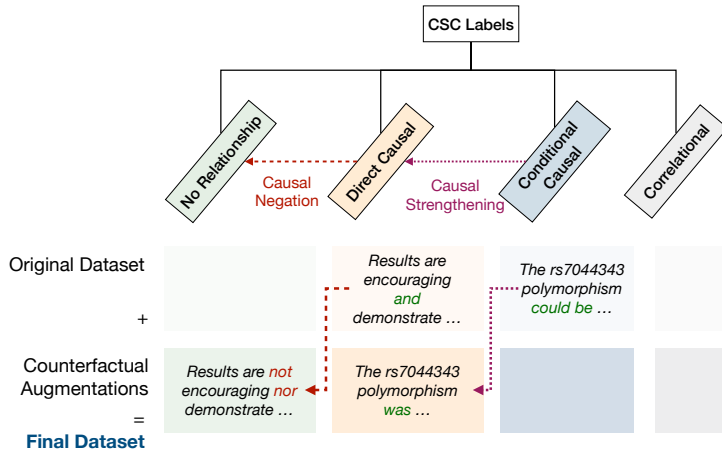 CSC Labels
No Relationship
Direct Causal
Conditional
Causal
Correlational
Causal
Negation
Causal
Strengthening
Original Dataset
Results are
encouraging
and
demonstrate ...
The rs7044343
polymorphism
could be ...
+
Counterfactual
Augmentations
Results are not
encouraging nor
demonstrate ...
The rs7044343
polymorphism
was ...
=
Final Dataset